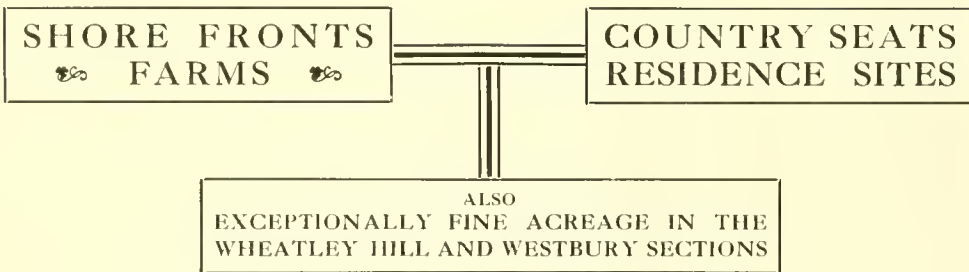 SHORE FRONTS
FARMS
COUNTRY SEATS
RESIDENCE SITES
ALSO
EXCEPTIONALLY FINE ACREAGE IN THE
WHEATLEY HILL AND WESTBURY SECTIONS